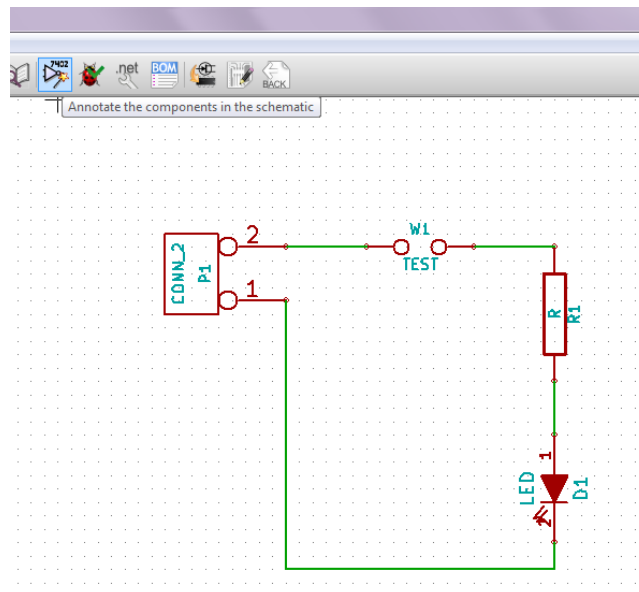 7402
.net
BOM
BACK
Annotate the components in the schematic
CONN_2
P1
2
1
W1
TEST
R
R1
1
LED
D1
2